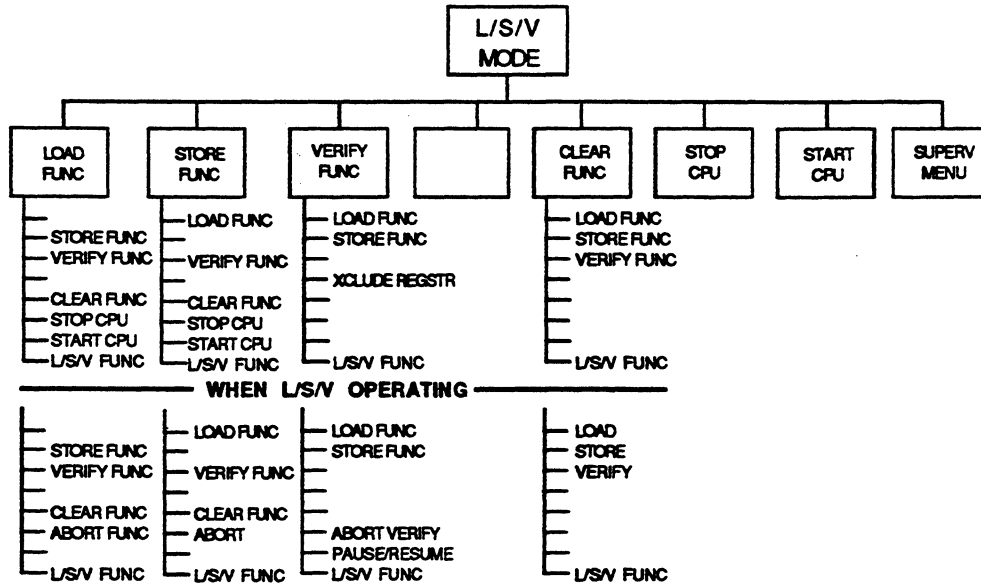 L/S/V
MODE
LOAD
FUNC
STORE
FUNC
VERIFY
FUNC
CLEAR
FUNC
STOP
CPU
START
CPU
SUPERV
MENU
STORE FUNC
VERIFY FUNC
CLEAR FUNC
STOP CPU
START CPU
L/S/V FUNC
LOAD FUNC
VERIFY FUNC
CLEAR FUNC
STOP CPU
START CPU
L/S/V FUNC
LOAD FUNC
STORE FUNC
XCLUDE REGSTR
L/S/V FUNC
LOAD FUNC
STORE FUNC
VERIFY FUNC
L/S/V FUNC
WHEN L/S/V OPERATING
STORE FUNC
VERIFY FUNC
CLEAR FUNC
ABORT FUNC
L/S/V FUNC
LOAD FUNC
VERIFY FUNC
CLEAR FUNC
ABORT
L/S/V FUNC
LOAD FUNC
STORE FUNC
ABORT VERIFY
PAUSE/RESUME
L/S/V FUNC
LOAD
STORE
VERIFY
L/S/V FUNC